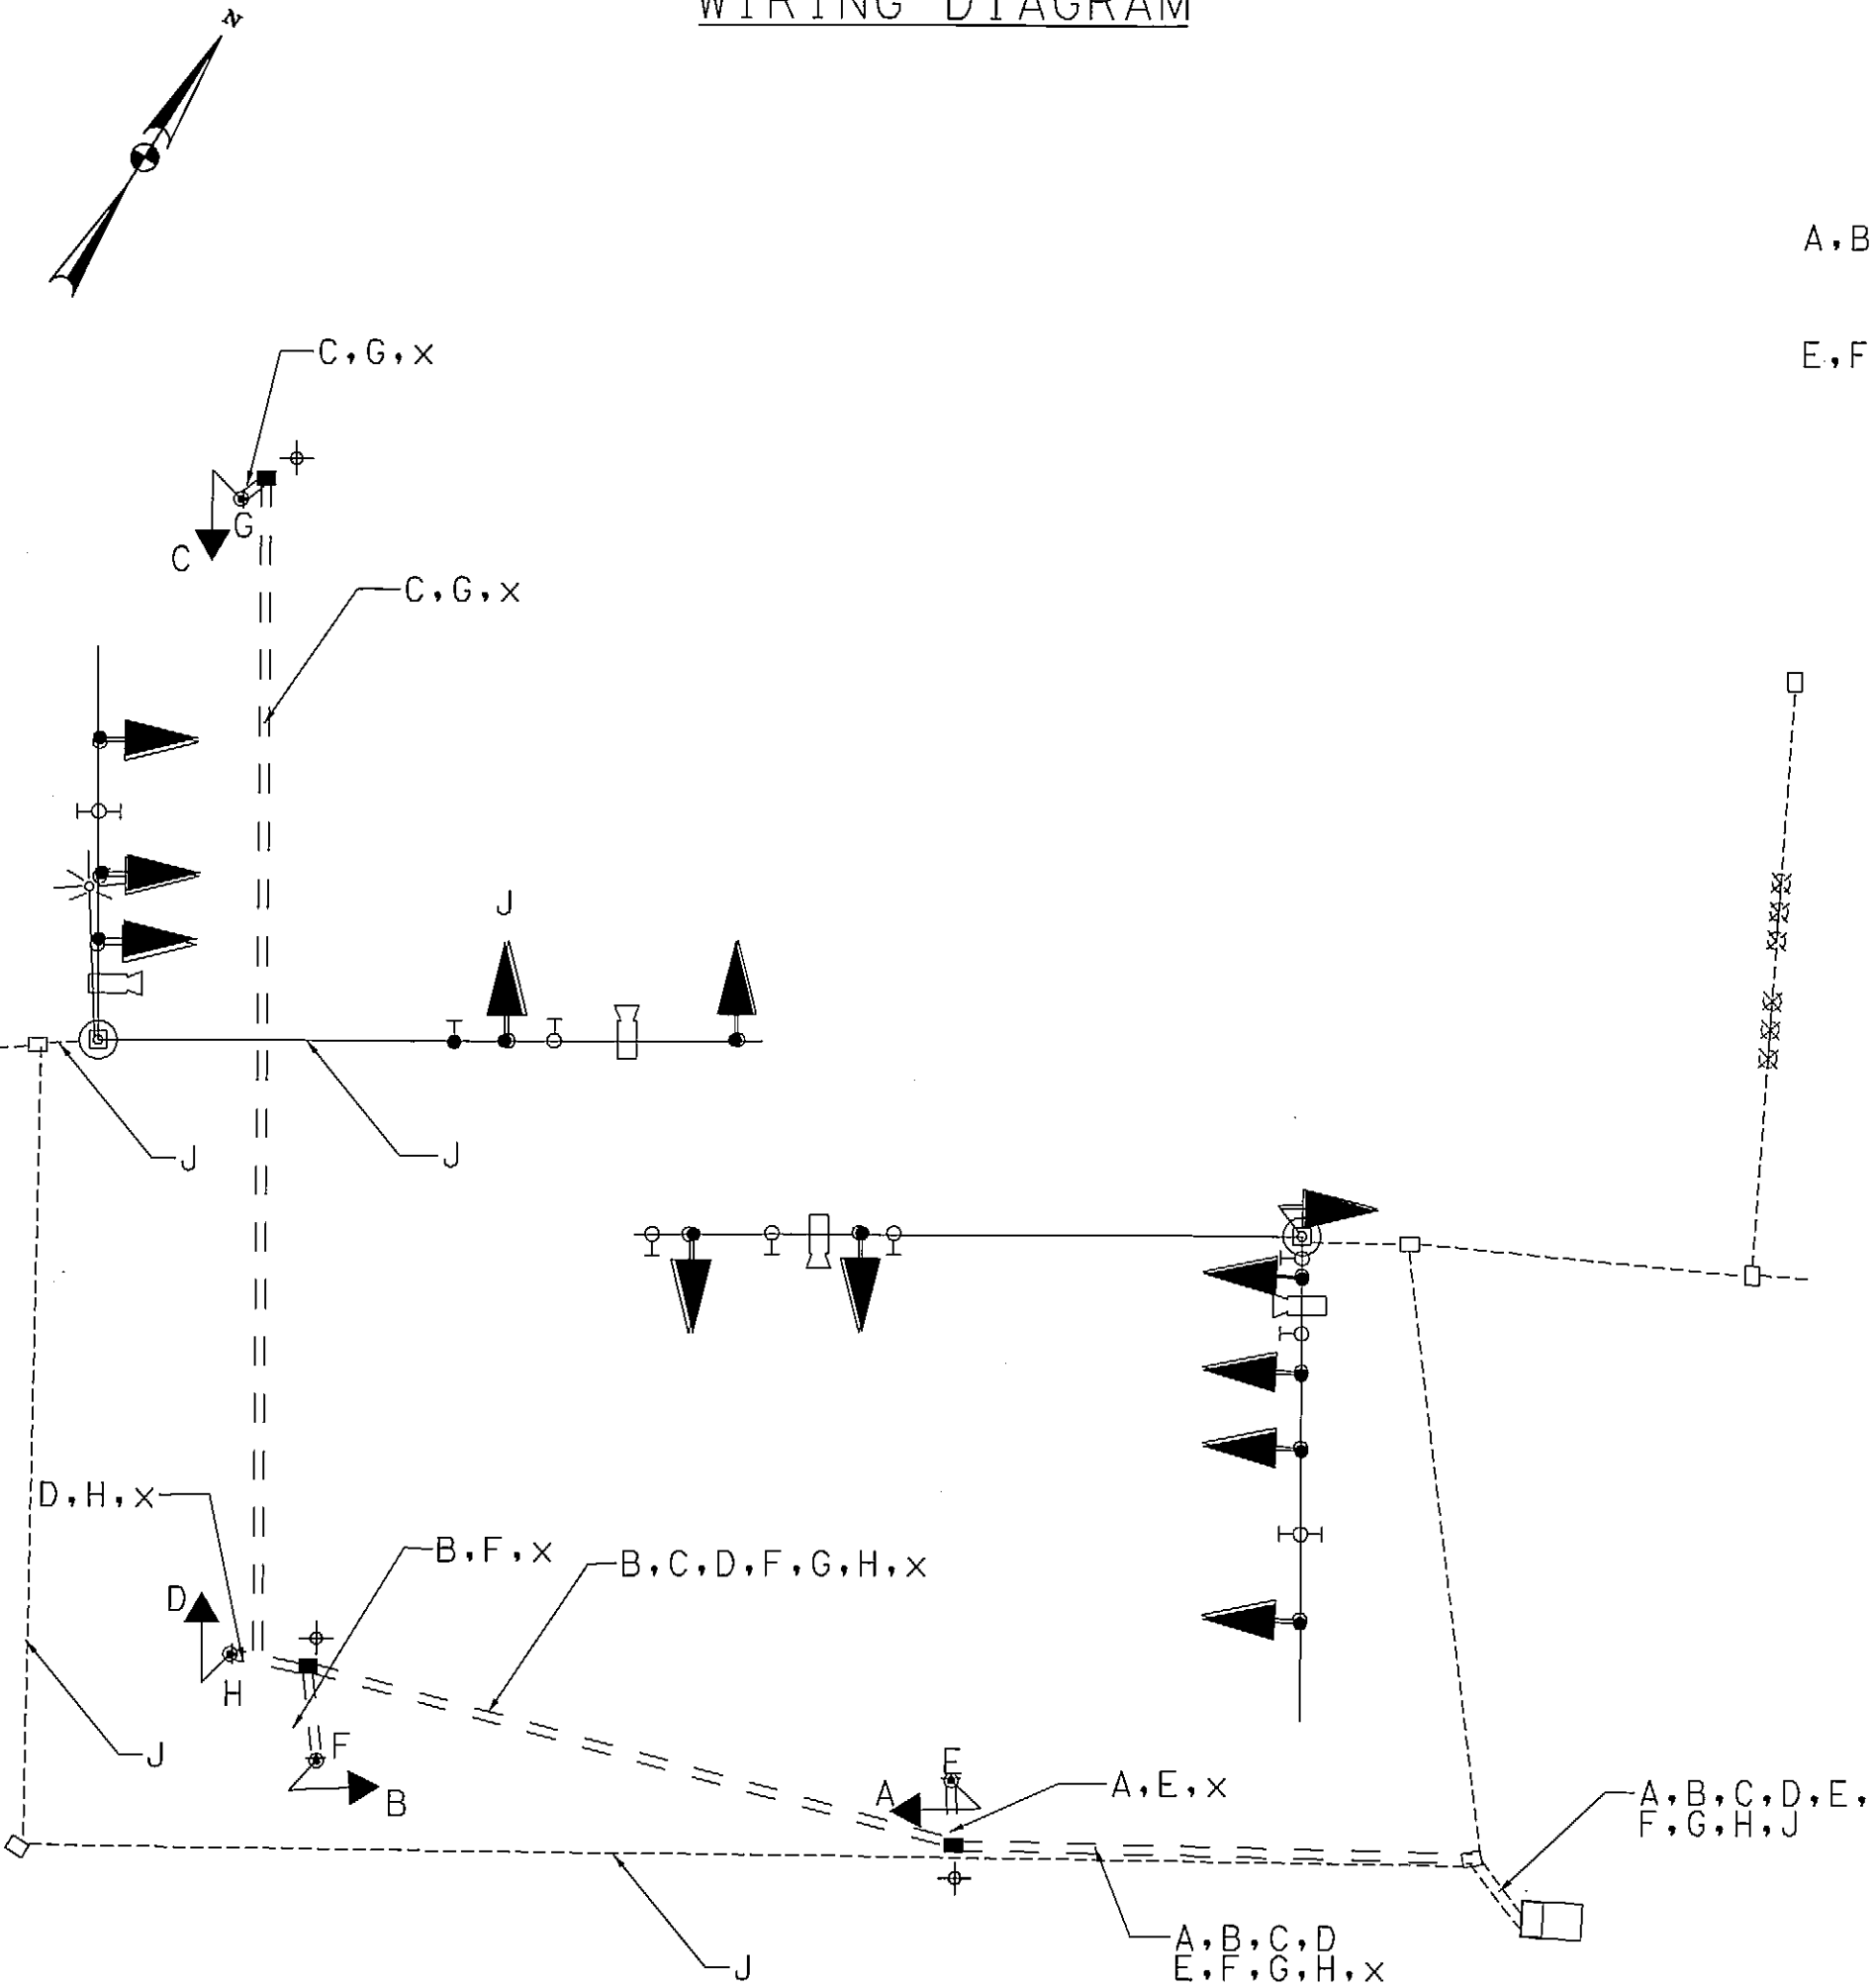 WIRING DIAGRAM
N
A,B
E,F
C,G,x
G
C
C,G,x
J
J
J
D,H,x
B,F,x
B,C,D,F,G,H,x
D
H
F
B
J
E
A
A,E,x
A,B,C,D,E,
F,G,H,J
A,B,C,D
E,F,G,H,x
J